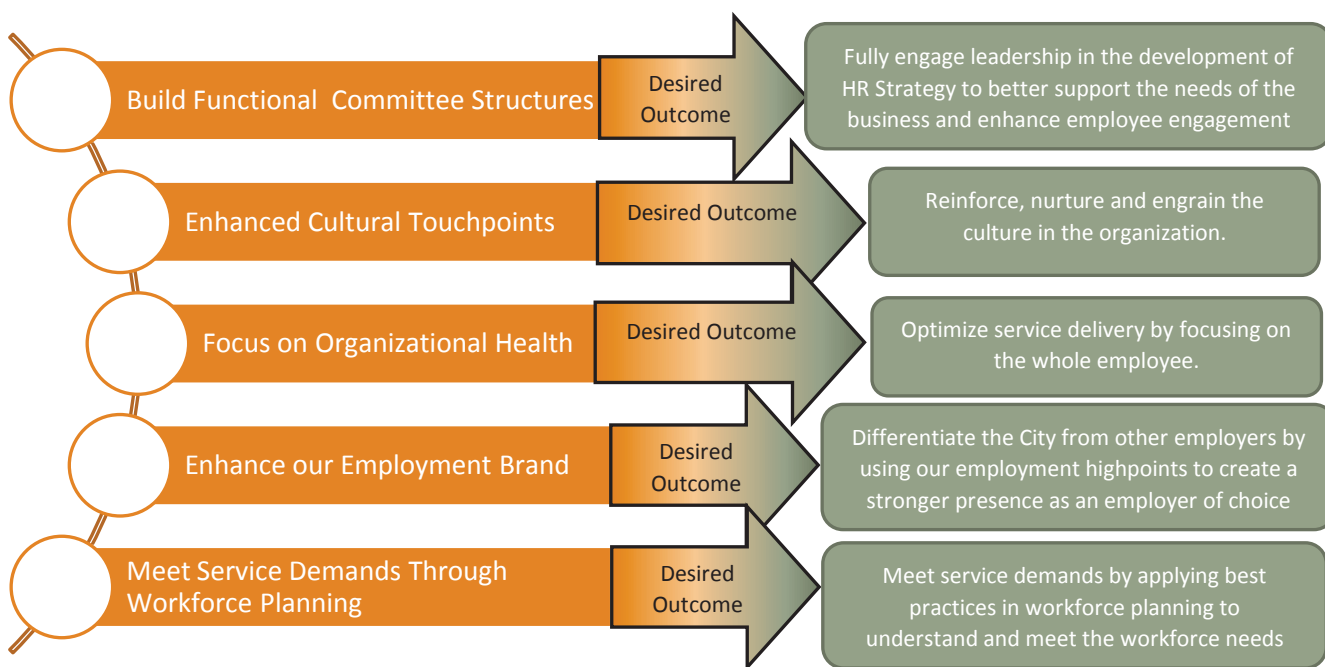 Build Functional  Committee Structures
Desired
Outcome
Fully engage leadership in the development of
HR Strategy to better support the needs of the
business and enhance employee engagement
Enhanced Cultural Touchpoints
Desired Outcome
Reinforce, nurture and engrain the
culture in the organization.
Focus on Organizational Health
Desired Outcome
Optimize service delivery by focusing on
the whole employee.
Enhance our Employment Brand
Desired
Outcome
Differentiate the City from other employers by
using our employment highpoints to create a
stronger presence as an employer of choice
Meet Service Demands Through
Workforce Planning
Desired
Outcome
Meet service demands by applying best
practices in workforce planning to
understand and meet the workforce needs